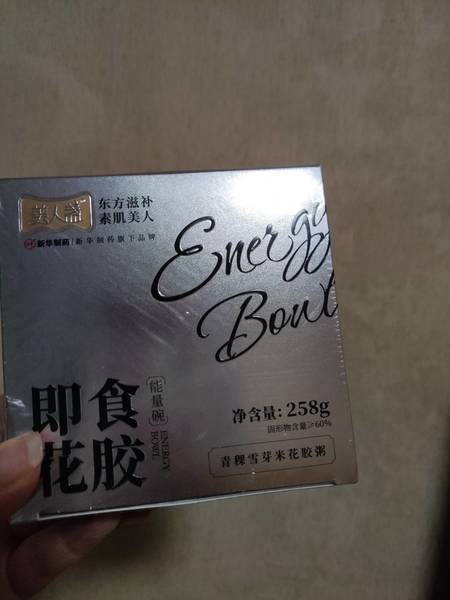 美人斋
东方滋补
素肌美人
新华制药|新华制药旗下品牌
Energy
Bowl
即食
花胶
能量碗
ENERGY
BOWL
净含量: 258g
固形物含量≥60%
青稞雪芽米花胶粥